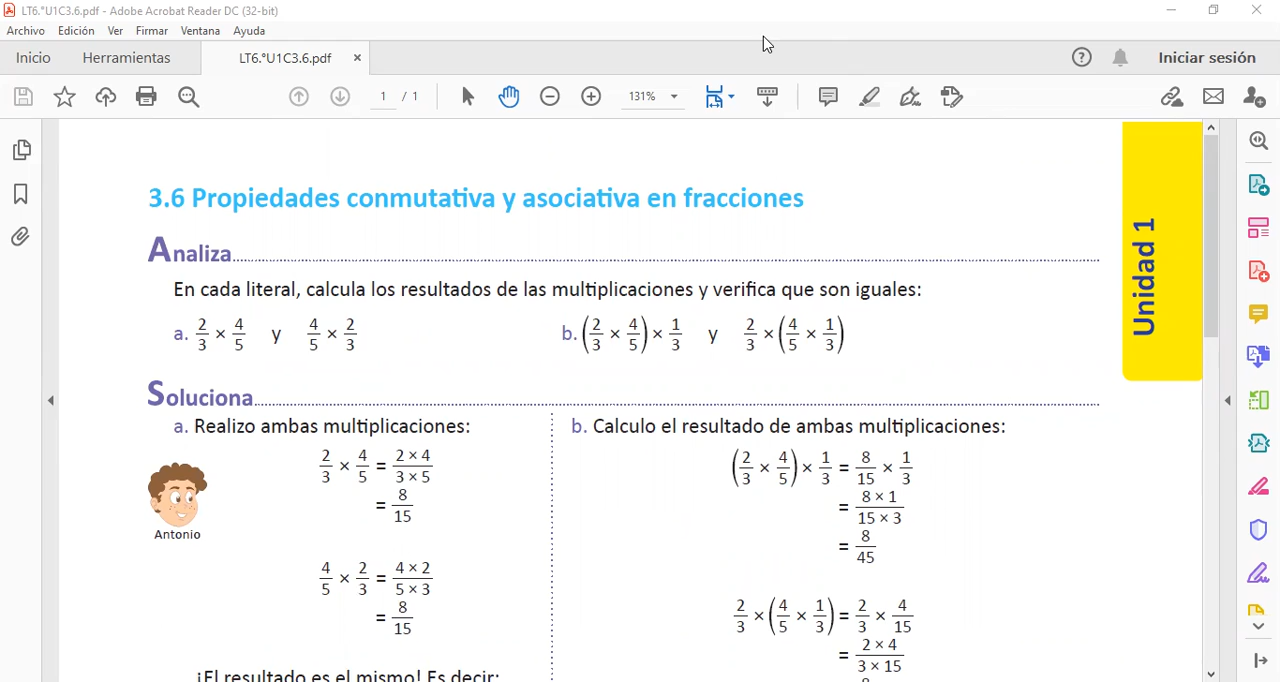 LT6.°U1C3.6.pdf - Adobe Acrobat Reader DC (32-bit)
Archivo Edición Ver Firmar Ventana Ayuda
Inicio Herramientas LT6.°U1C3.6.pdf × Iniciar sesión
1 / 1 131%
3.6 Propiedades conmutativa y asociativa en fracciones
Unidad 1
Analiza
En cada literal, calcula los resultados de las multiplicaciones y verifica que son iguales:
a. 2/3 × 4/5 y 4/5 × 2/3
b. (2/3 × 4/5) × 1/3 y 2/3 × (4/5 × 1/3)
Soluciona
a. Realizo ambas multiplicaciones:
Antonio
2/3 × 4/5 = 2 × 4/3 × 5
= 8/15
4/5 × 2/3 = 4 × 2/5 × 3
= 8/15
¡El resultado es el mismo! Es decir:
b. Calculo el resultado de ambas multiplicaciones:
(2/3 × 4/5) × 1/3 = 8/15 × 1/3
= 8 × 1/15 × 3
= 8/45
2/3 × (4/5 × 1/3) = 2/3 × 4/15
= 2 × 4/3 × 15